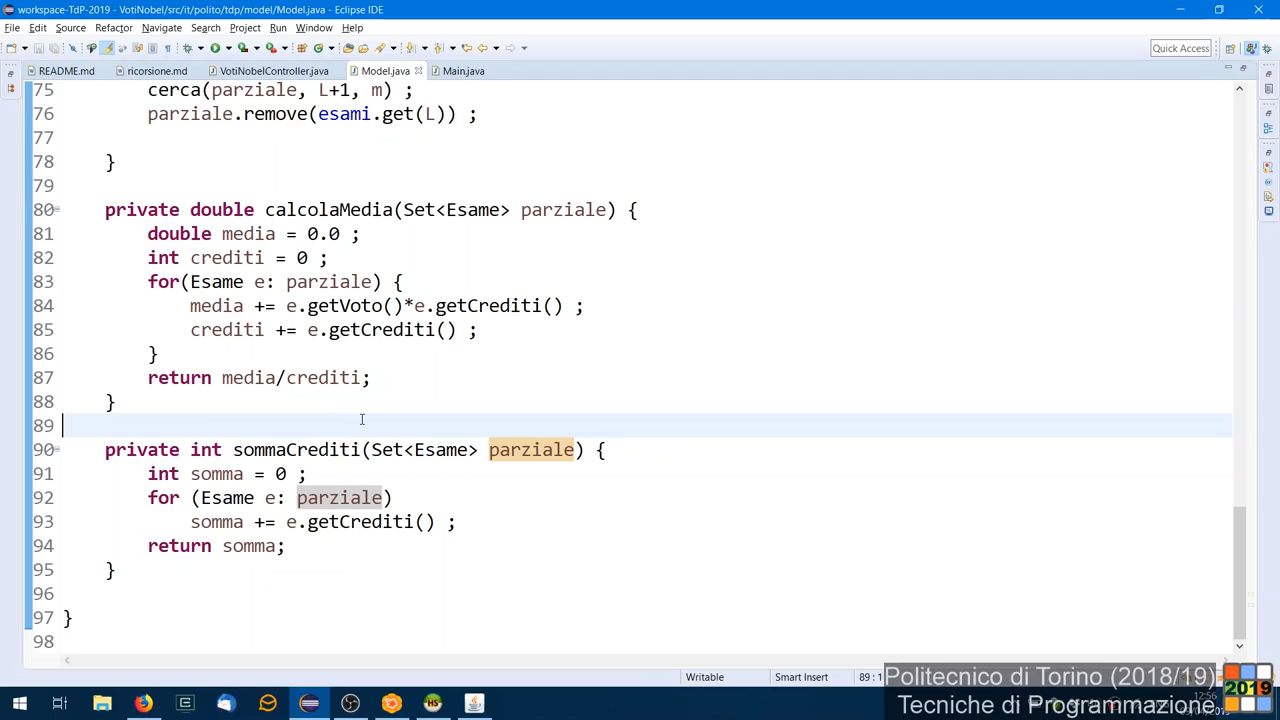 workspace-TdP-2019 - VotiNobel/src/it/polito/tdp/model/Model.java - Eclipse IDE
File Edit Source Refactor Navigate Search Project Run Window Help
Quick Access
README.md ricorsione.md VotiNobelController.java Model.java Main.java
75 cerca(parziale, L+1, m) ;
76 parziale.remove(esami.get(L)) ;
77
78 }
79
80 private double calcolaMedia(Set<Esame> parziale) {
81 double media = 0.0 ;
82 int crediti = 0 ;
83 for(Esame e: parziale) {
84 media += e.getVoto()*e.getCrediti() ;
85 crediti += e.getCrediti() ;
86 }
87 return media/crediti;
88 }
89
90 private int sommaCrediti(Set<Esame> parziale) {
91 int somma = 0 ;
92 for (Esame e: parziale)
93 somma += e.getCrediti() ;
94 return somma;
95 }
96
97 }
98
Writable Smart Insert 89 : 1
Politecnico di Torino (2018/19)
Tecniche di Programmazione
2019
12:56